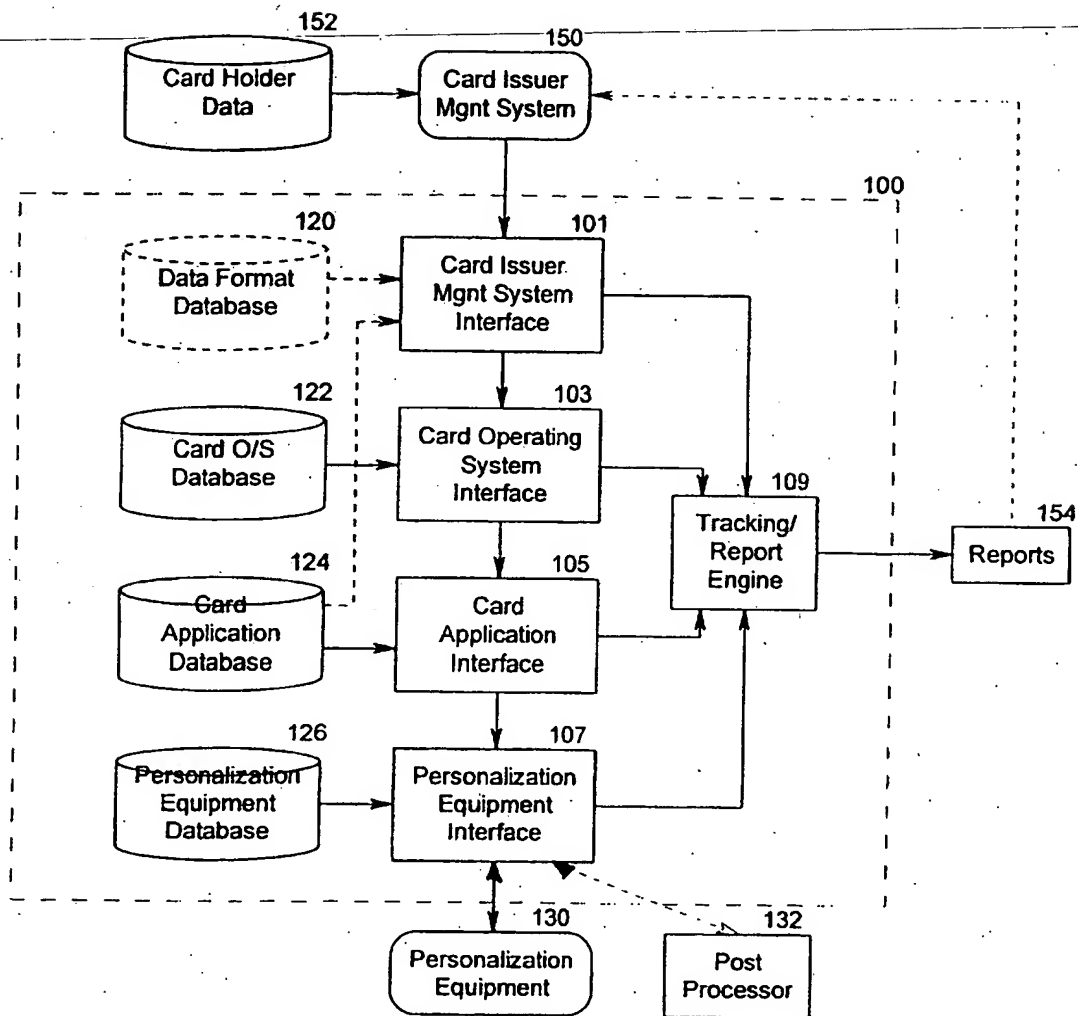 152
Card Holder
Data
150
Card Issuer
Mgnt System
100
120
Data Format
Database
101
Card Issuer
Mgnt System
Interface
122
Card O/S
Database
103
Card Operating
System
Interface
109
Tracking/
Report
Engine
154
Reports
124
Card
Application
Database
105
Card
Application
Interface
126
Personalization
Equipment
Database
107
Personalization
Equipment
Interface
130
Personalization
Equipment
132
Post
Processor